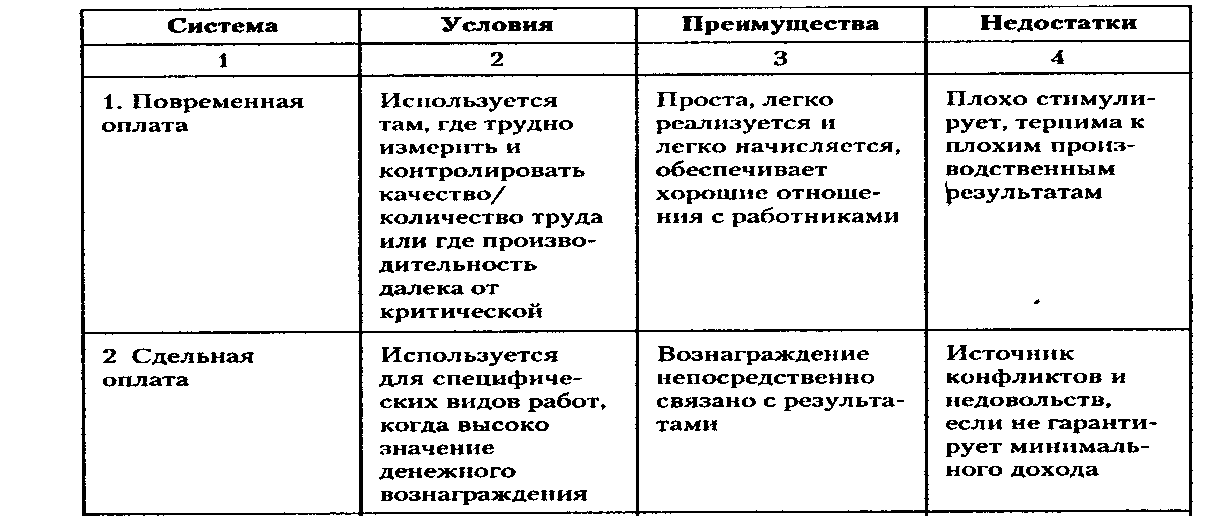 Система
Условия
Преимущества
Недостатки
1
2
3
4
1. Повременная
оплата
Используется
там, где трудно
измерить и
контролировать
качество/
количество труда
или где произво-
дительность
далека от
критической
Проста, легко
реализуется и
легко начисляется,
обеспечивает
хорошие отноше-
ния с работниками
Плохо стимули-
рует, терпима к
плохим произ-
водственным
результатам
2 Сдельная
оплата
Используется
для специфиче-
ских видов работ,
когда высоко
значение
денежного
вознаграждения
Вознаграждение
непосредственно
связано с результа-
тами
Источник
конфликтов и
недовольств,
если не гаранти-
рует минималь-
ного дохода